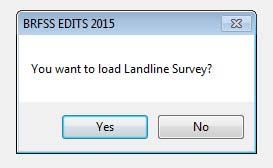 BRFSS EDITS 2015
You want to load Landline Survey?
Yes
No